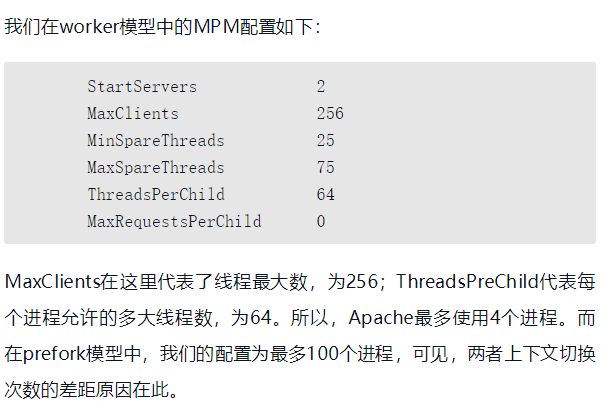 我们在worker模型中的MPM配置如下：
StartServers 2
MaxClients 256
MinSpareThreads 25
MaxSpareThreads 75
ThreadsPerChild 64
MaxRequestsPerChild 0
MaxClients在这里代表了线程最大数，为256；ThreadsPreChild代表每
个进程允许的多大线程数，为64。所以，Apache最多使用4个进程。而
在prefork模型中，我们的配置为最多100个进程，可见，两者上下文切换
次数的差距原因在此。